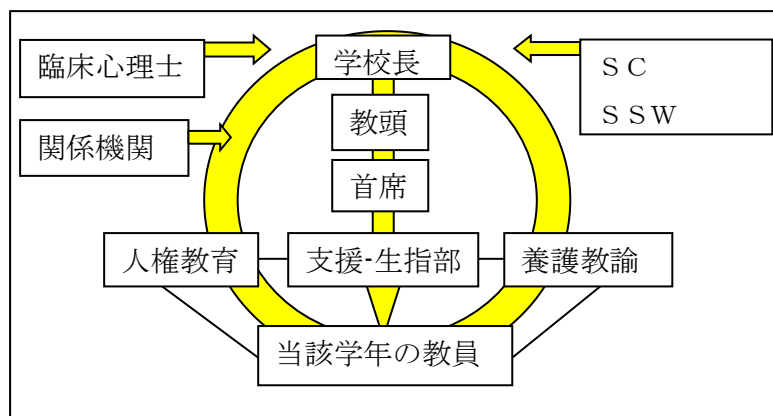 臨床心理士
学校長
ＳＣ
ＳＳＷ
教頭
関係機関
首席
人権教育
支援‐生指部
養護教諭
当該学年の教員